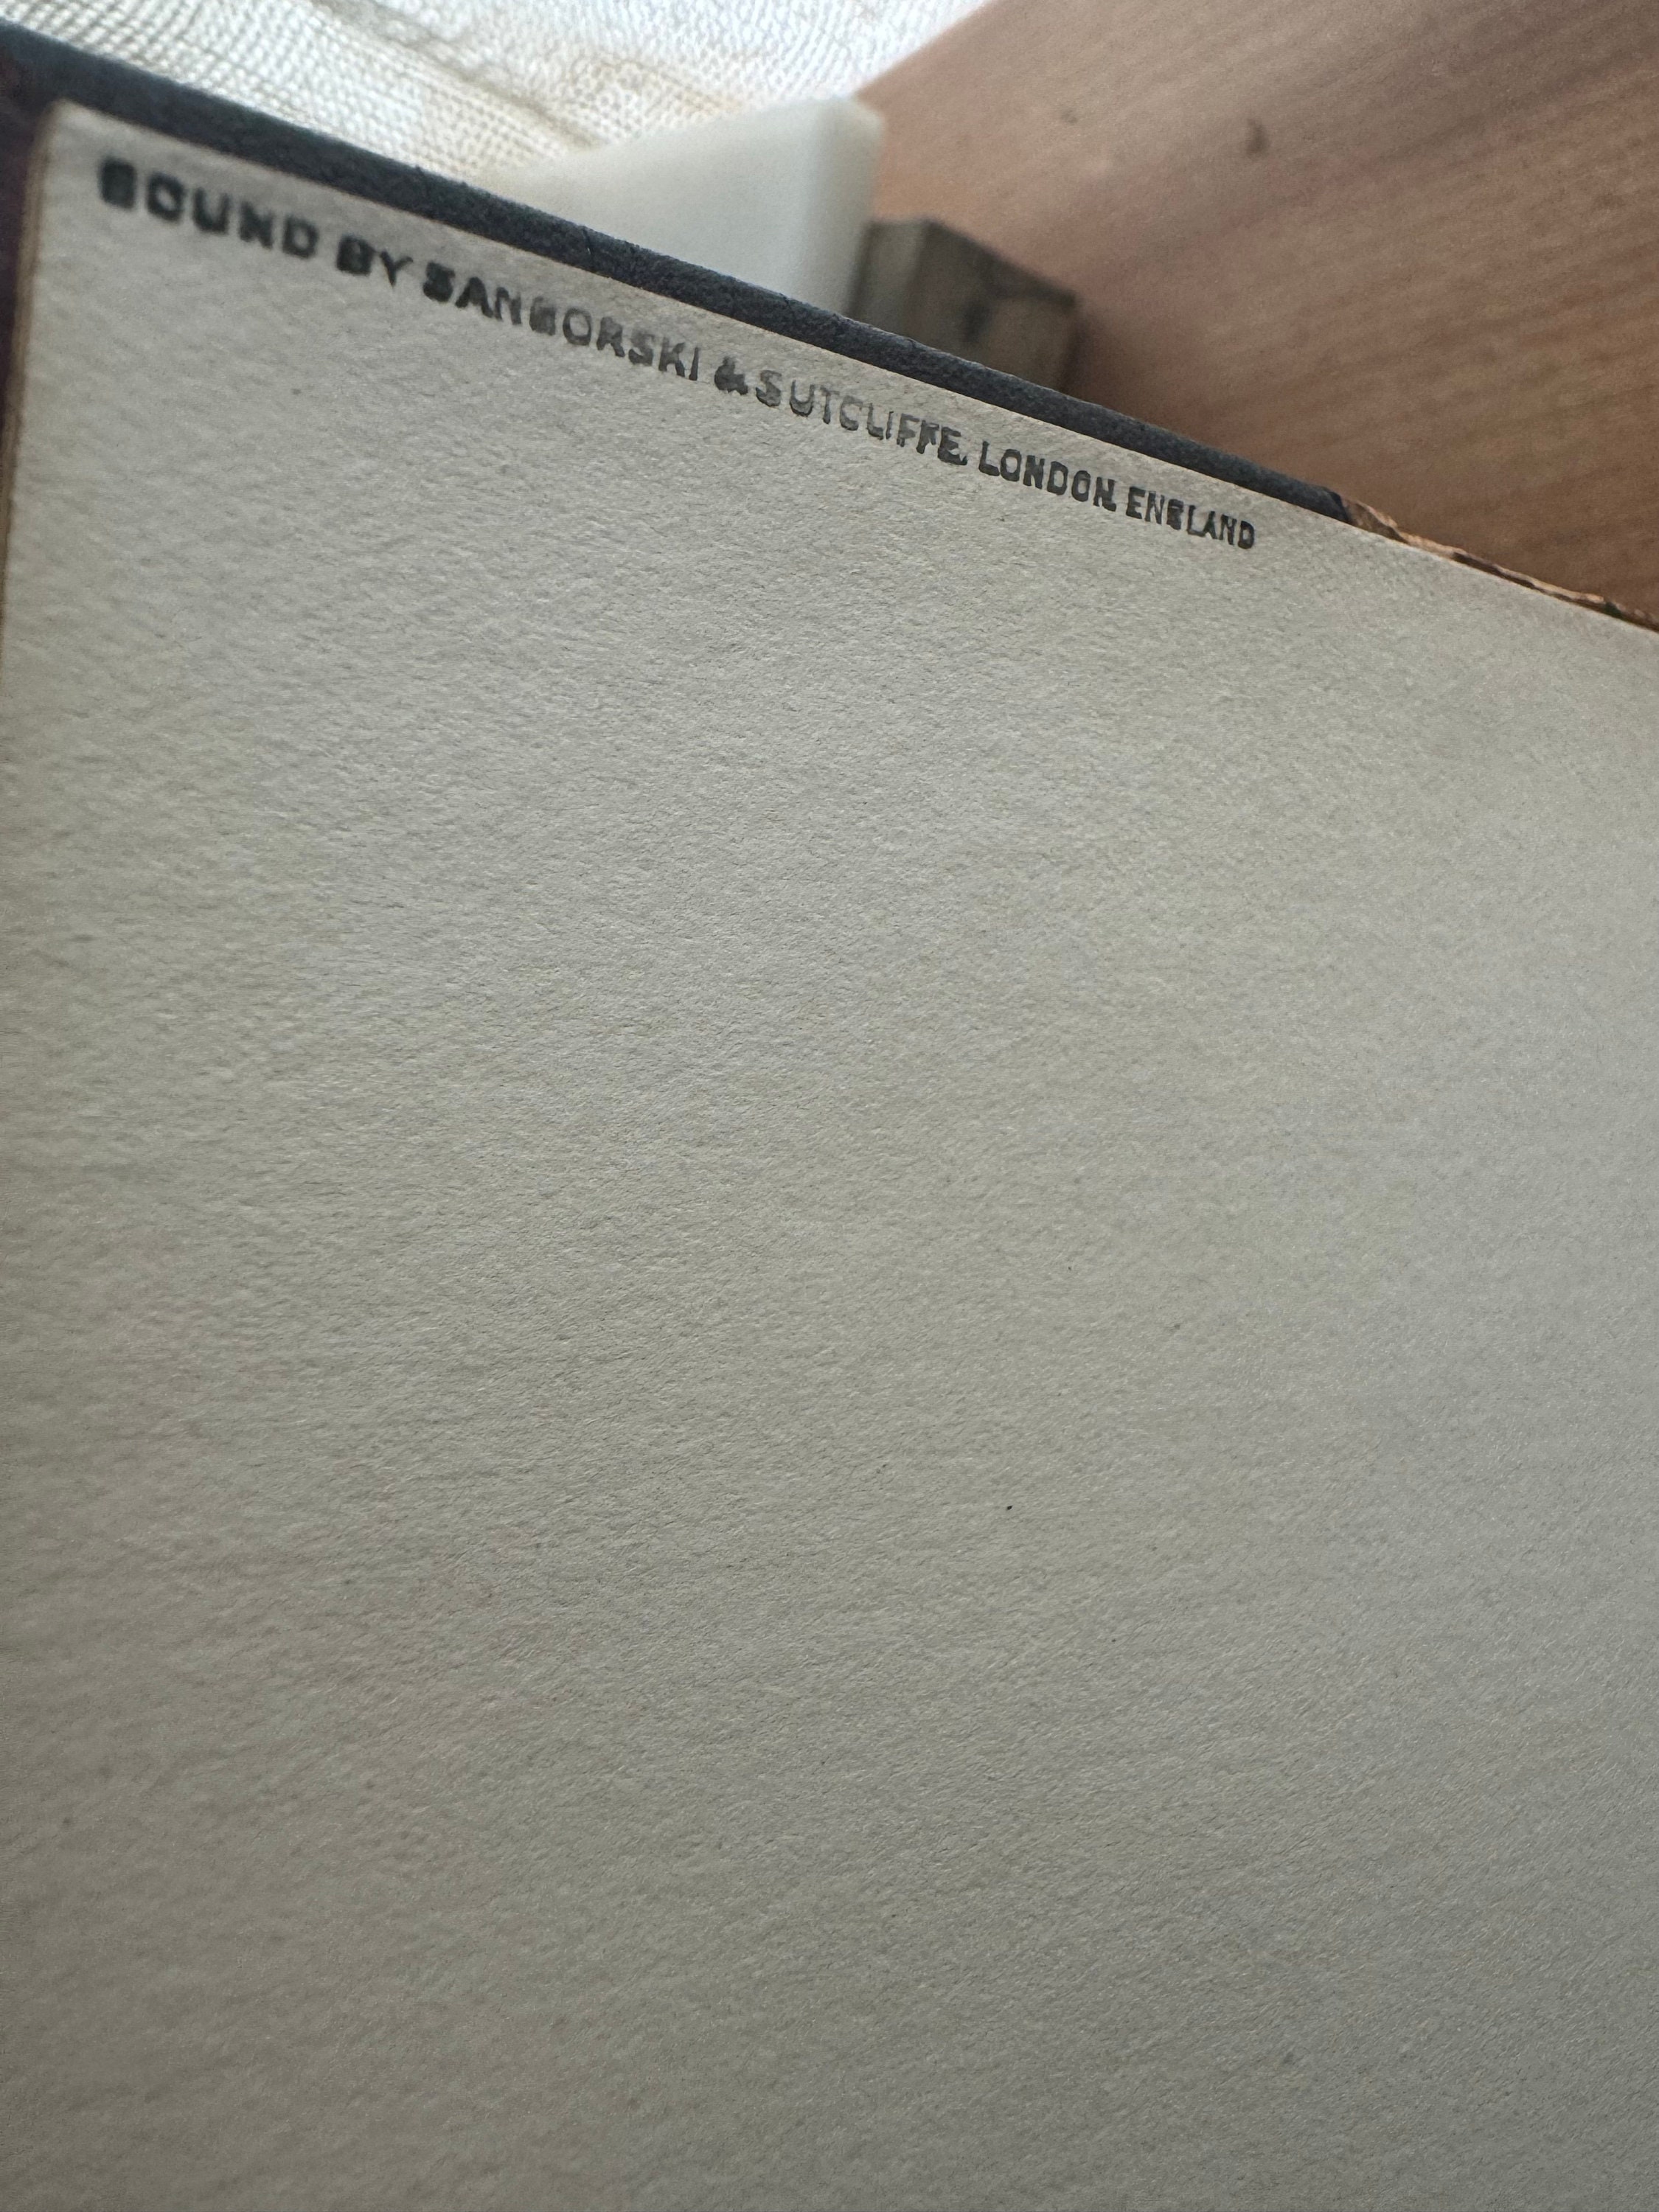 BOUND BY SANGORSKI & SUTCLIFFE, LONDON, ENGLAND